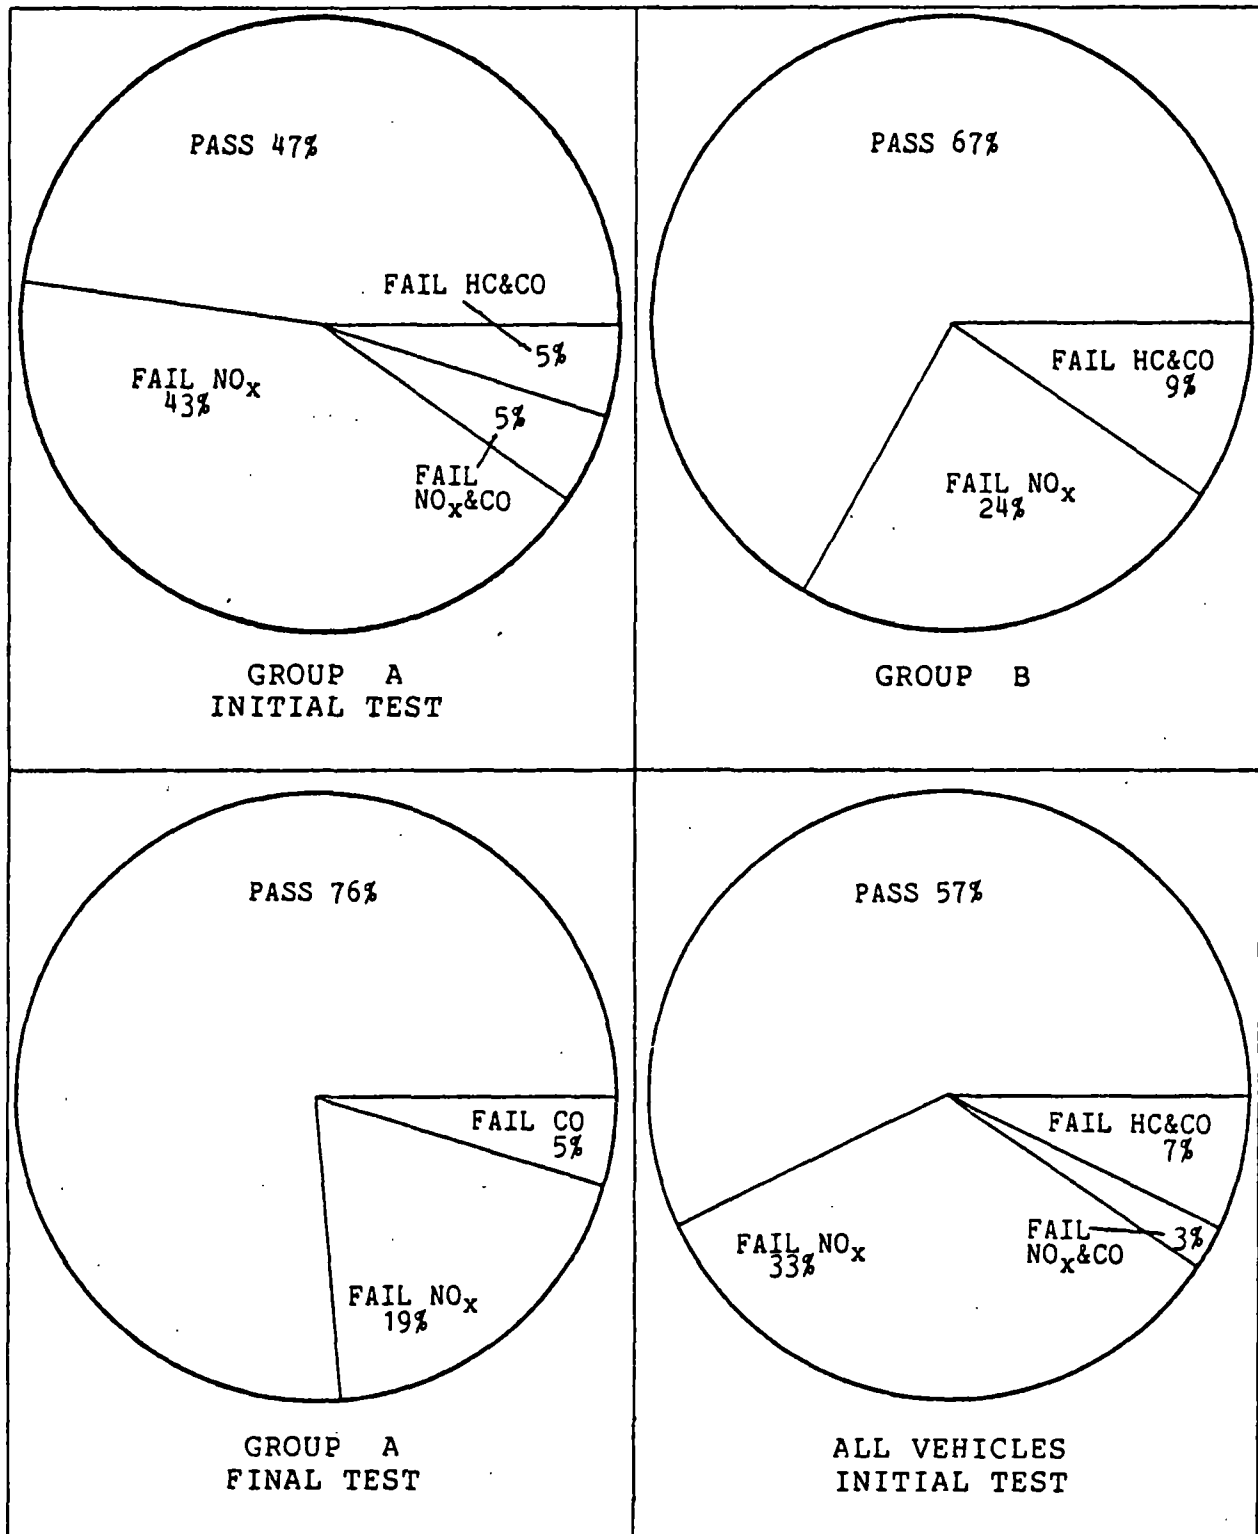 PASS 47%
FAIL HC&CO
5%
FAIL NOx
43%
5%
FAIL
NOx&CO
GROUP A
INITIAL TEST
PASS 67%
FAIL HC&CO
9%
FAIL NOx
24%
GROUP B
PASS 76%
FAIL CO
5%
FAIL NOx
19%
GROUP A
FINAL TEST
PASS 57%
FAIL HC&CO
7%
FAIL
NOx&CO
3%
FAIL NOx
33%
ALL VEHICLES
INITIAL TEST